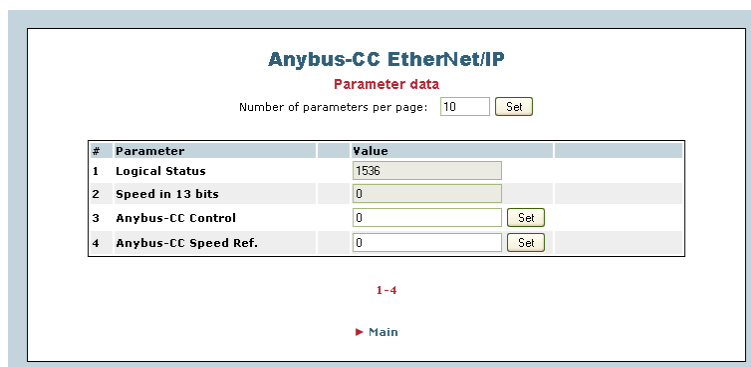 Anybus-CC EtherNet/IP
Parameter data
Number of parameters per page: 10 Set
# Parameter Value
1 Logical Status 1536
2 Speed in 13 bits 0
3 Anybus-CC Control 0 Set
4 Anybus-CC Speed Ref. 0 Set
1-4
► Main